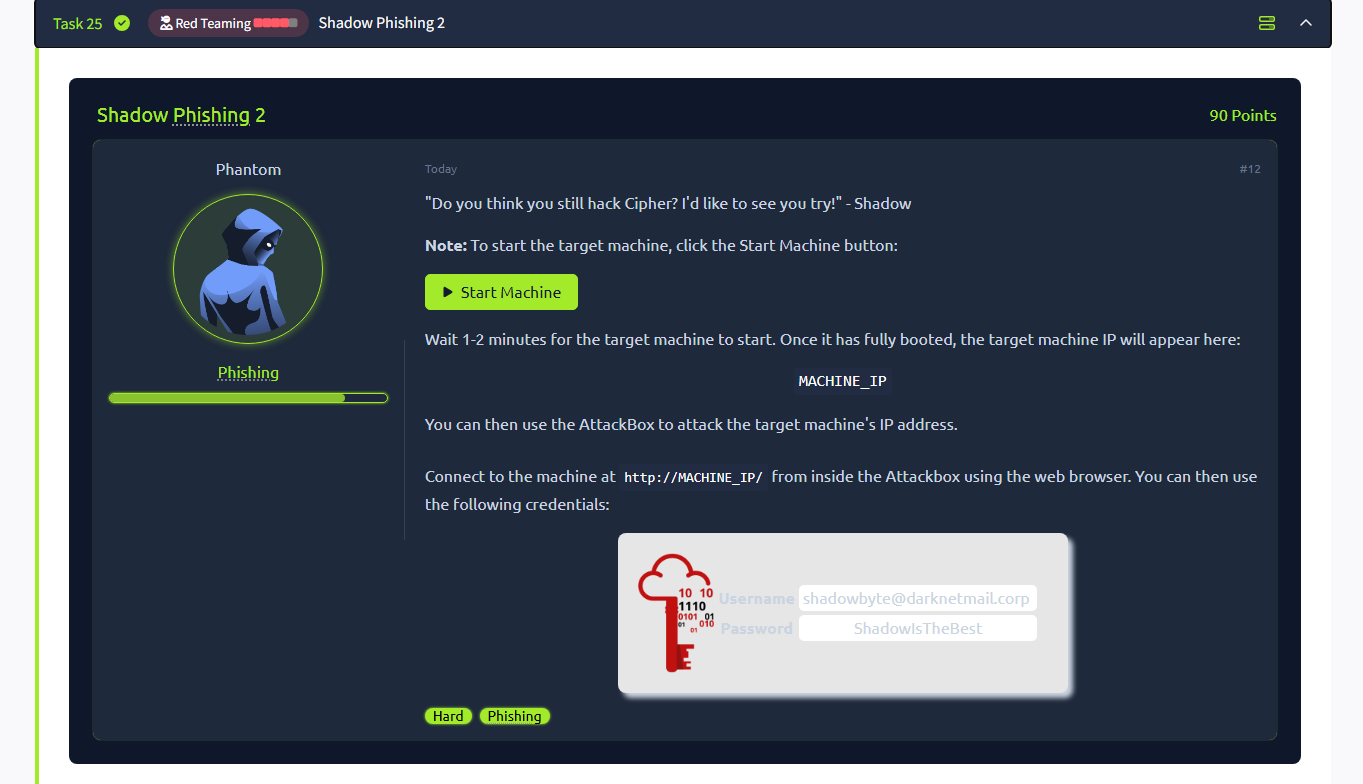 Task 25 Red Teaming Shadow Phishing 2
Shadow Phishing 2
90 Points
Phantom
Phishing
Today
#12
"Do you think you still hack Cipher? I'd like to see you try!" - Shadow
Note: To start the target machine, click the Start Machine button:
Start Machine
Wait 1-2 minutes for the target machine to start. Once it has fully booted, the target machine IP will appear here:
MACHINE_IP
You can then use the AttackBox to attack the target machine's IP address.
Connect to the machine at http://MACHINE_IP/ from inside the Attackbox using the web browser. You can then use
the following credentials:
10 10
1110
0101 01
01 010
01
Username shadowbyte@darknetmail.corp
Password ShadowIsTheBest
Hard Phishing